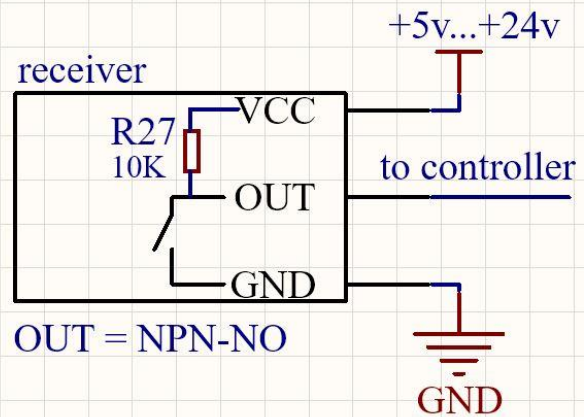 +5v...+24v
receiver
VCC
R27
10K
to controller
OUT
GND
OUT = NPN-NO
GND